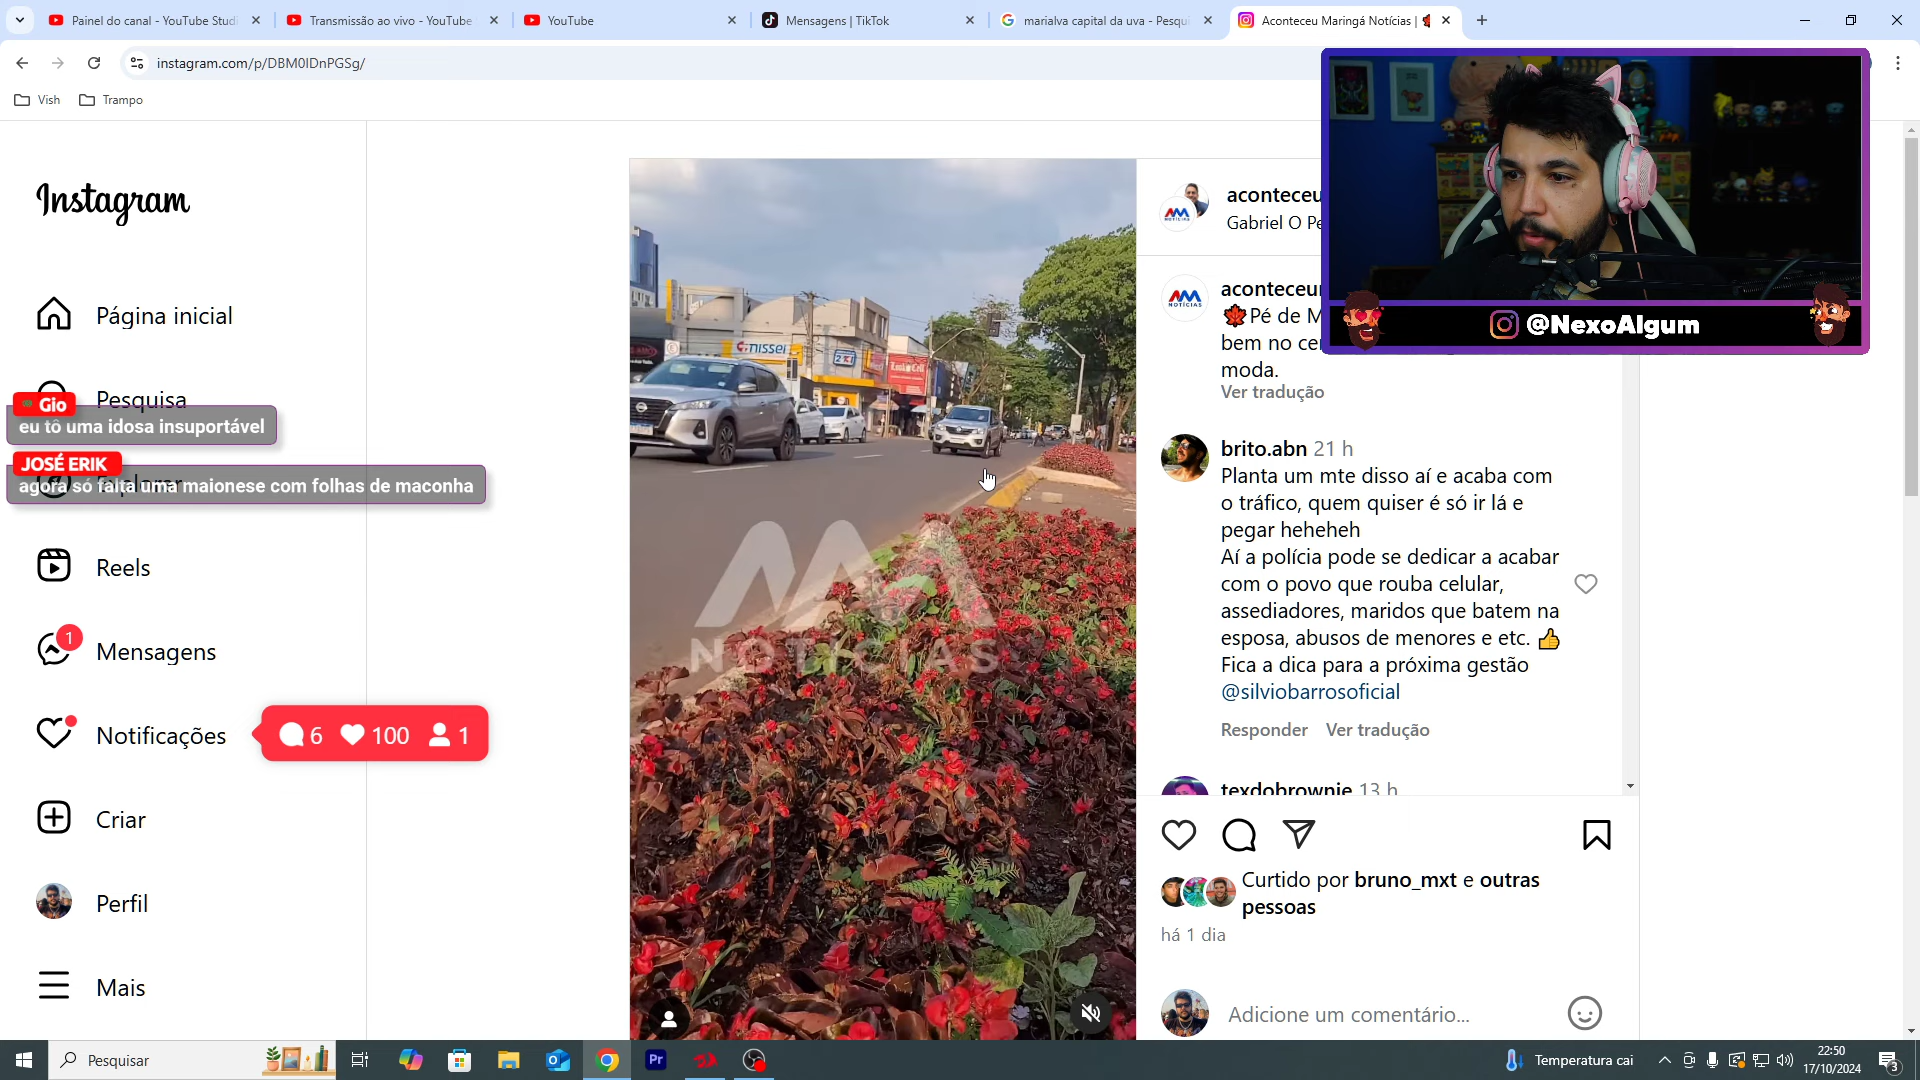 Painel do canal - YouTube Studi
Transmissão ao vivo - YouTube
YouTube
Mensagens | TikTok
marialva capital da uva - Pesqui
Aconteceu Maringá Notícias |
instagram.com/p/DBM0IDnPGSg/
Vish
Trampo
Instagram
Página inicial
Pesquisa
Gio
eu tô uma idosa insuportável
JOSÉ ERIK
agora só falta uma maionese com folhas de maconha
Reels
1
Mensagens
Notificações
6 100 1
Criar
Perfil
Mais
nissei
NOTÍCIAS
aconteceu
Gabriel O Pe
aconteceu
🍁Pé de M
bem no ce
moda.
Ver tradução
@NexoAlgum
brito.abn 21 h
Planta um mte disso aí e acaba com
o tráfico, quem quiser é só ir lá e
pegar heheheh
Aí a polícia pode se dedicar a acabar
com o povo que rouba celular,
assediadores, maridos que batem na
esposa, abusos de menores e etc. 👍
Fica a dica para a próxima gestão
@silviobarrosoficial
Responder Ver tradução
texdobrownie 13 h
Curtido por bruno_mxt e outras
pessoas
há 1 dia
Adicione um comentário...
Pesquisar
Pr
Temperatura cai
22:50
17/10/2024
3